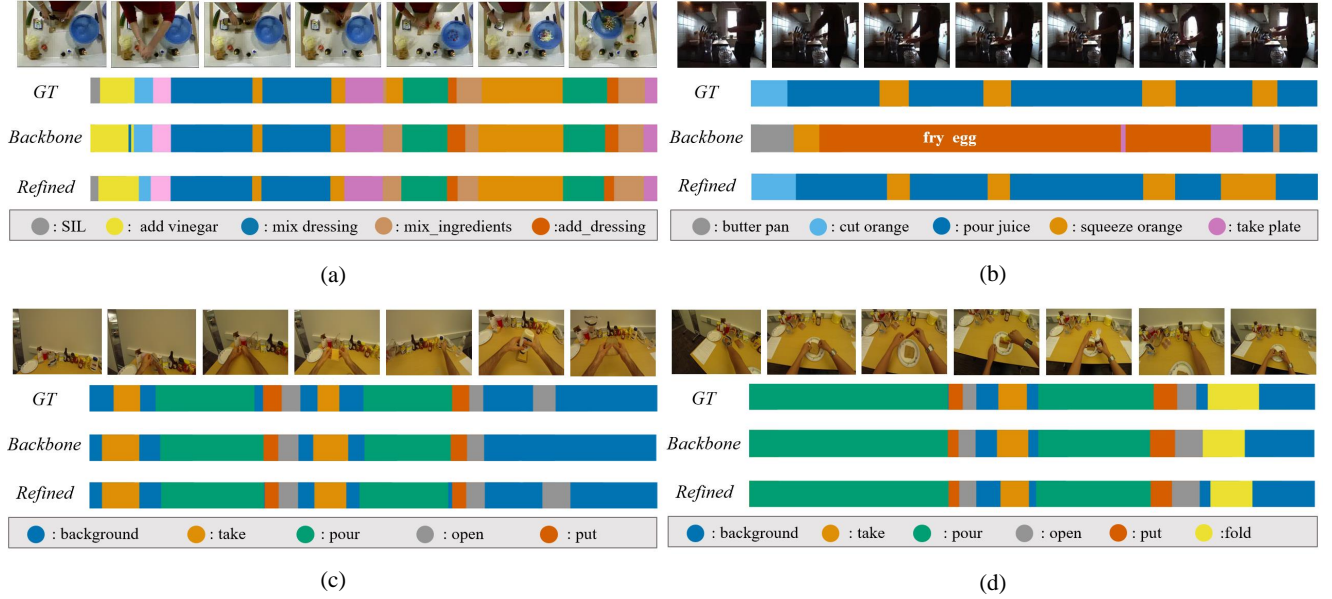 GT
Backbone
Refined
: SIL : add vinegar : mix dressing : mix_ingredients :add_dressing
(a)
GT
Backbone
fry egg
Refined
: butter pan : cut orange : pour juice : squeeze orange : take plate
(b)
GT
Backbone
Refined
: background : take : pour : open : put
(c)
GT
Backbone
Refined
: background : take : pour : open : put :fold
(d)